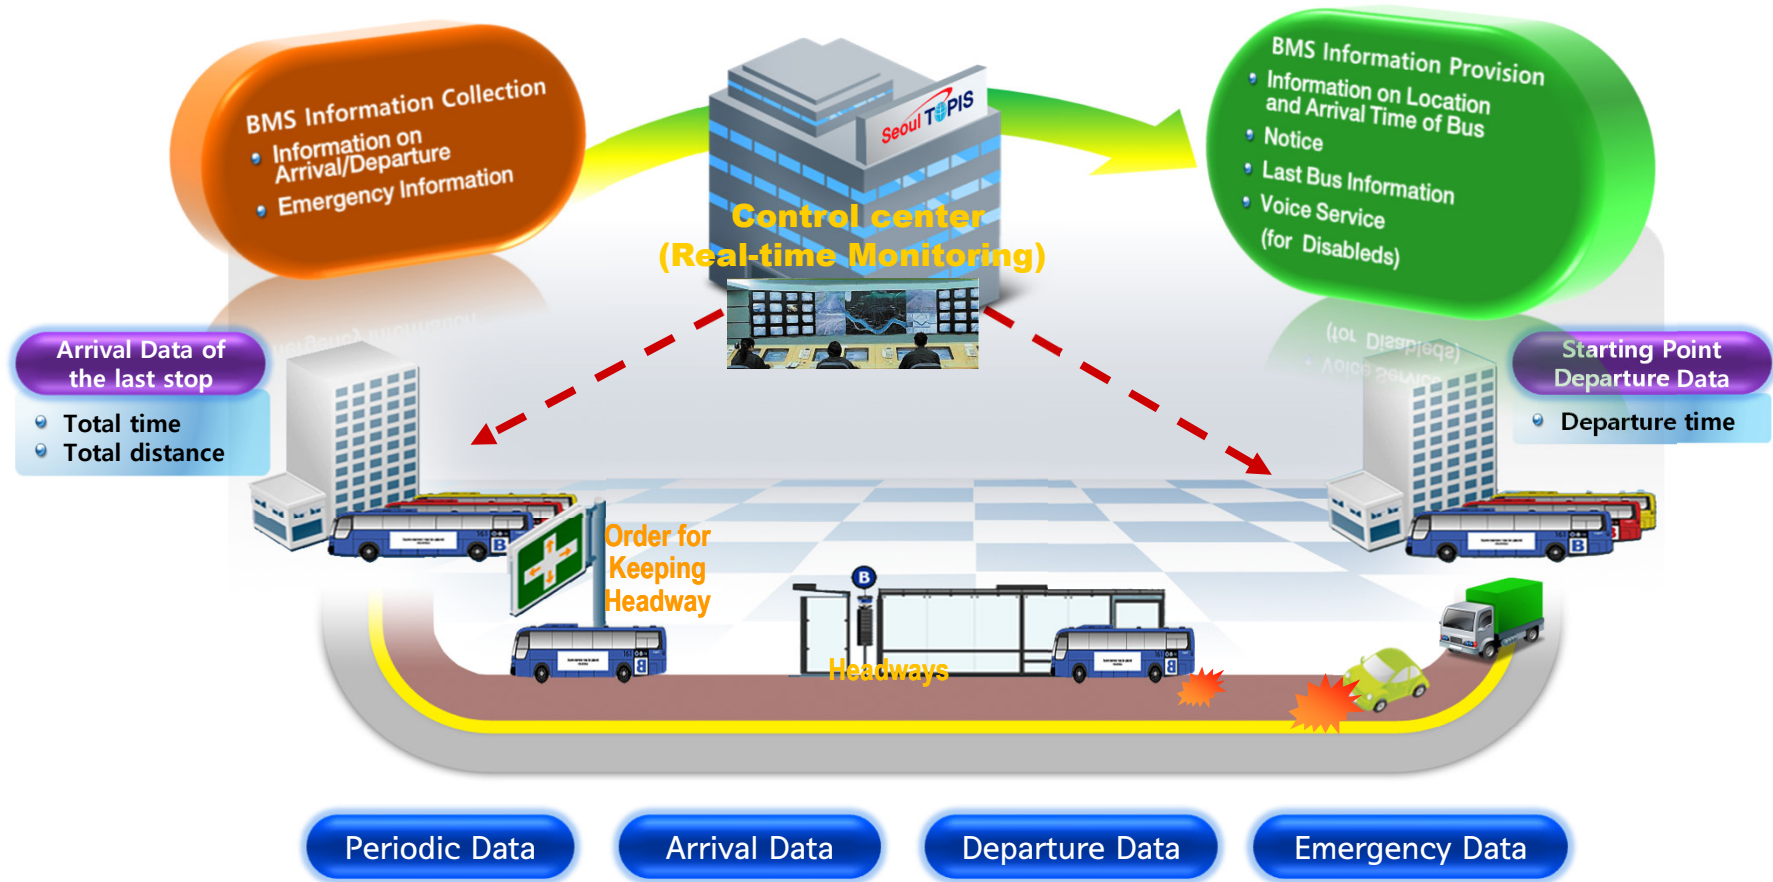 BMS Information Collection
Information on
Arrival/Departure
Emergency Information
Seoul TOPIS
Control center
(Real-time Monitoring)
BMS Information Provision
Information on Location
and Arrival Time of Bus
Notice
Last Bus Information
Voice Service
(for Disableds)
Arrival Data of
the last stop
Total time
Total distance
Starting Point
Departure Data
Departure time
Order for
Keeping
Headway
B
Headways
161
B
161
B
161
B
B
Periodic Data
Arrival Data
Departure Data
Emergency Data